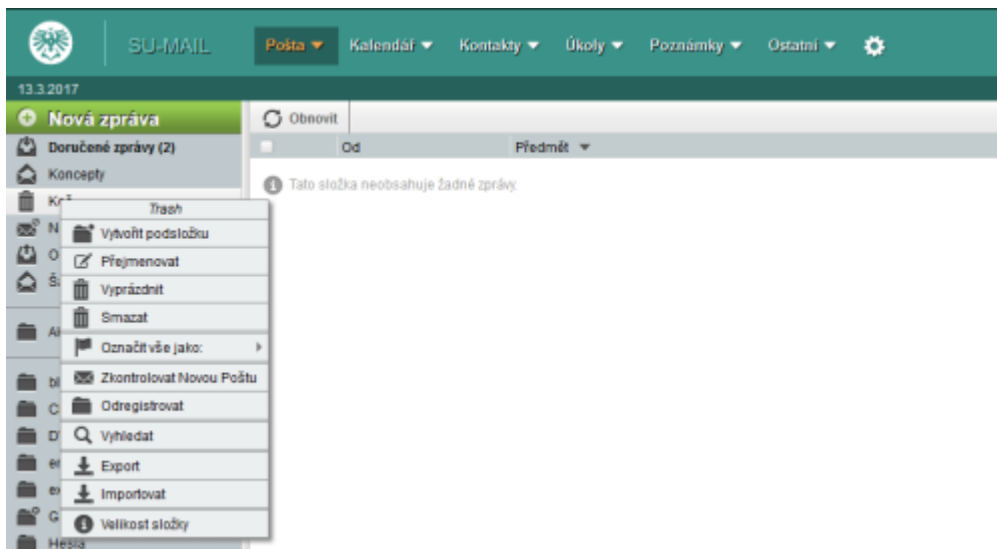 SU-MAIL
Pošta Kalendář Kontakty Úkoly Poznámky Ostatní
13.3.2017
Nová zpráva
Obnovit
Doručené zprávy (2)
Od Předmět
Koncepty
Tato složka neobsahuje žádné zprávy.
Trash
Vytvořit podsložku
Přejmenovat
Vyprázdnit
Smazat
Označit vše jako:
Zkontrolovat Novou Poštu
Odregistrovat
Vyhledat
Export
Importovat
Velikost složky
Hesla